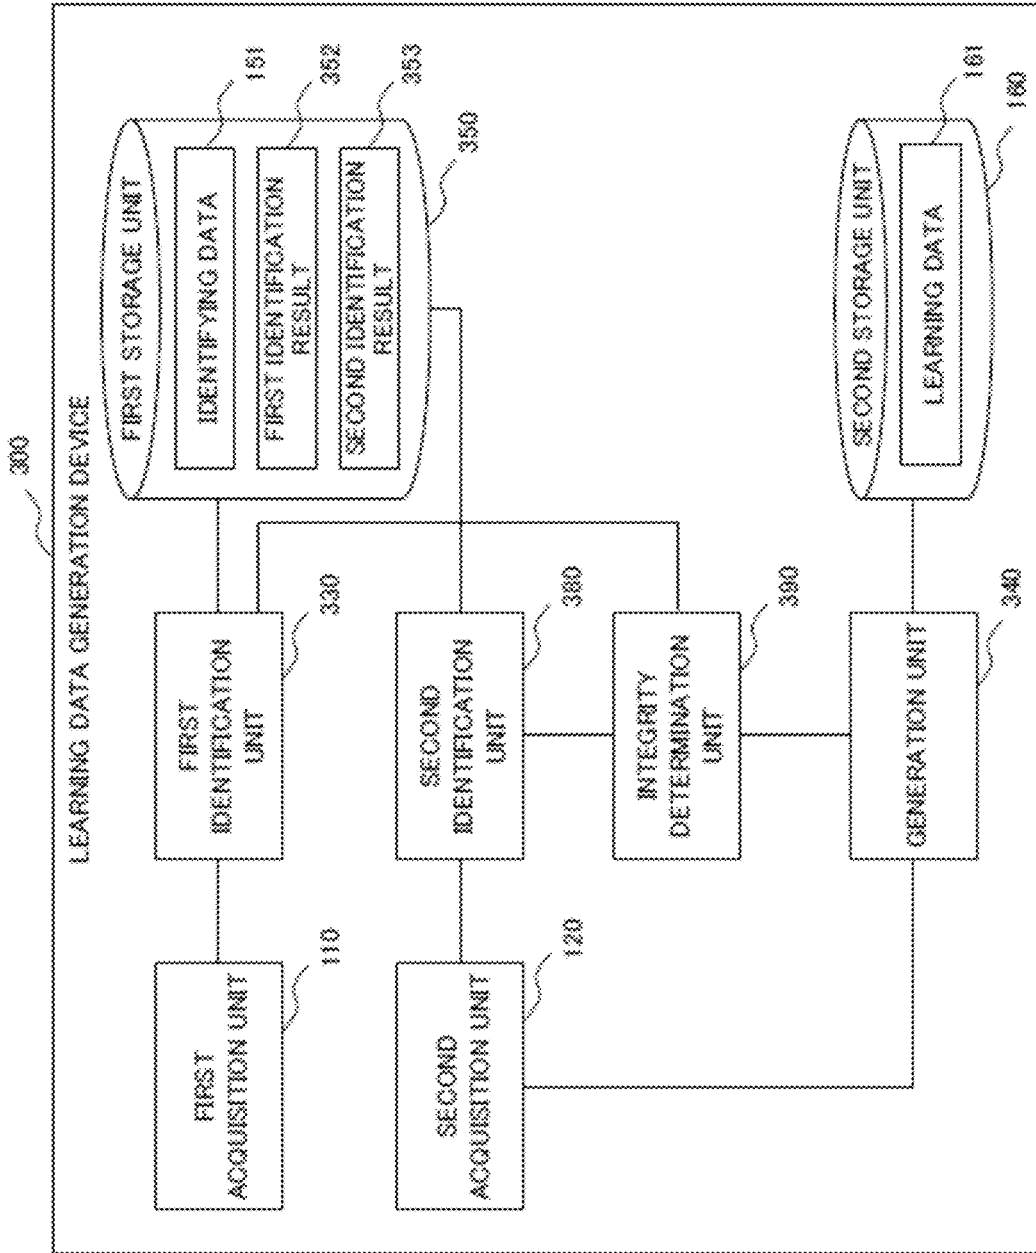 300
LEARNING DATA GENERATION DEVICE
FIRST
ACQUISITION UNIT
110
FIRST
IDENTIFICATION
UNIT
330
FIRST STORAGE UNIT
IDENTIFYING DATA
151
FIRST IDENTIFICATION
RESULT
352
SECOND IDENTIFICATION
RESULT
353
350
SECOND
ACQUISITION UNIT
120
SECOND
IDENTIFICATION
UNIT
380
INTEGRITY
DETERMINATION
UNIT
390
GENERATION UNIT
340
SECOND STORAGE UNIT
LEARNING DATA
161
160